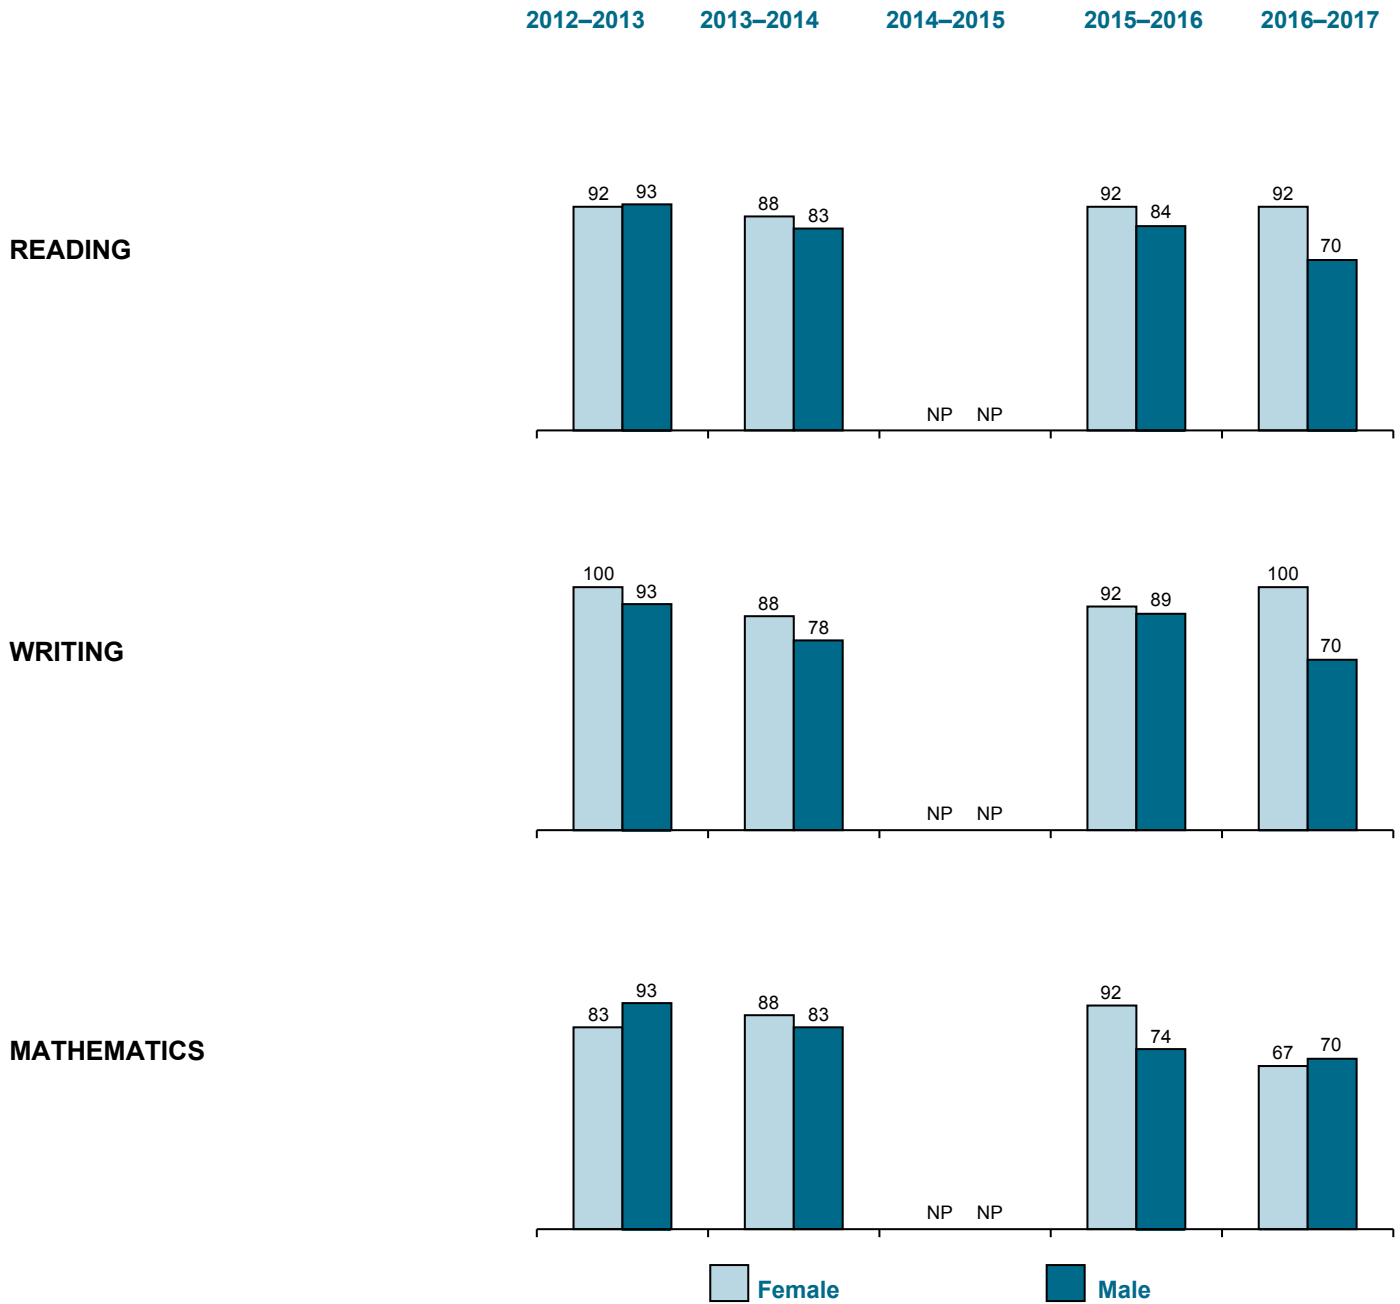 2012–2013 2013–2014 2014–2015 2015–2016 2016–2017
READING
92 93 88 83 NP NP 92 84 92 70
WRITING
100 93 88 78 NP NP 92 89 100 70
MATHEMATICS
83 93 88 83 NP NP 92 74 67 70
Female Male